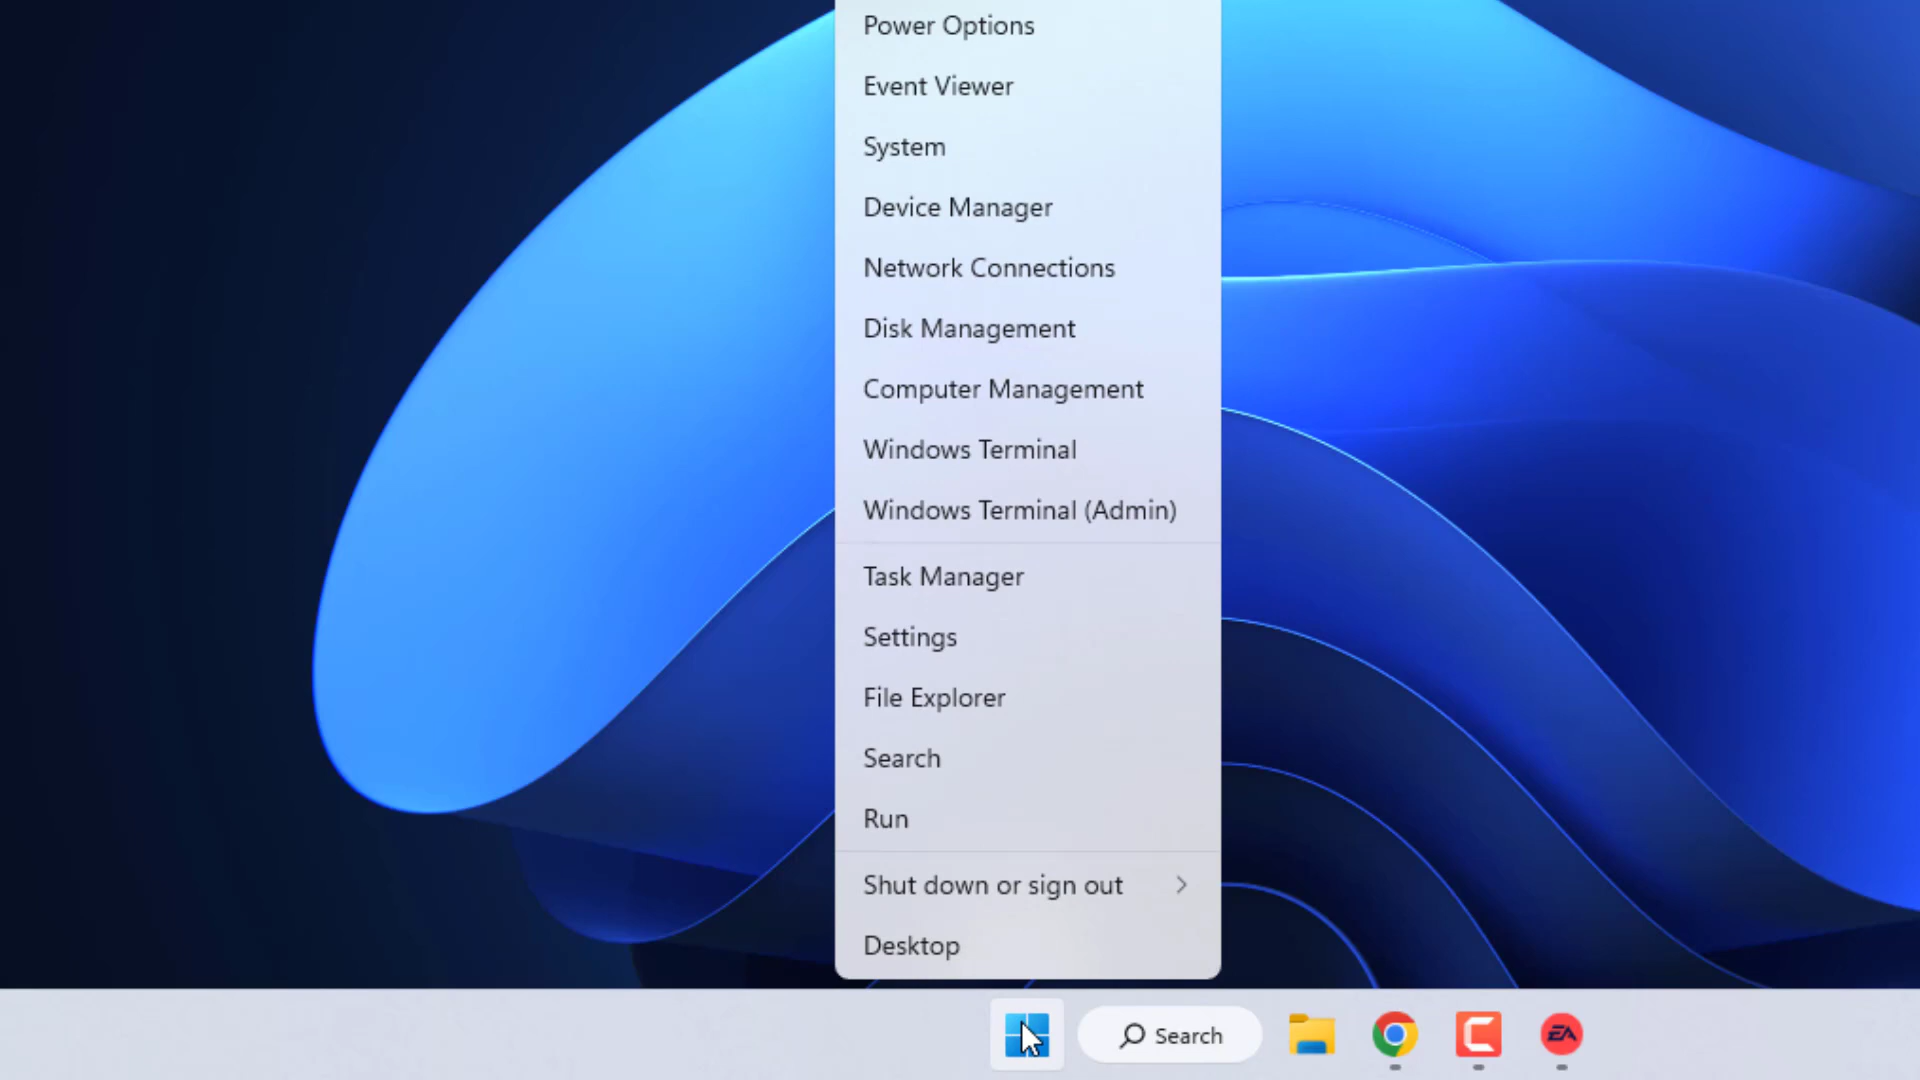 Power Options
Event Viewer
System
Device Manager
Network Connections
Disk Management
Computer Management
Windows Terminal
Windows Terminal (Admin)
Task Manager
Settings
File Explorer
Search
Run
Shut down or sign out
Desktop
Search
EA